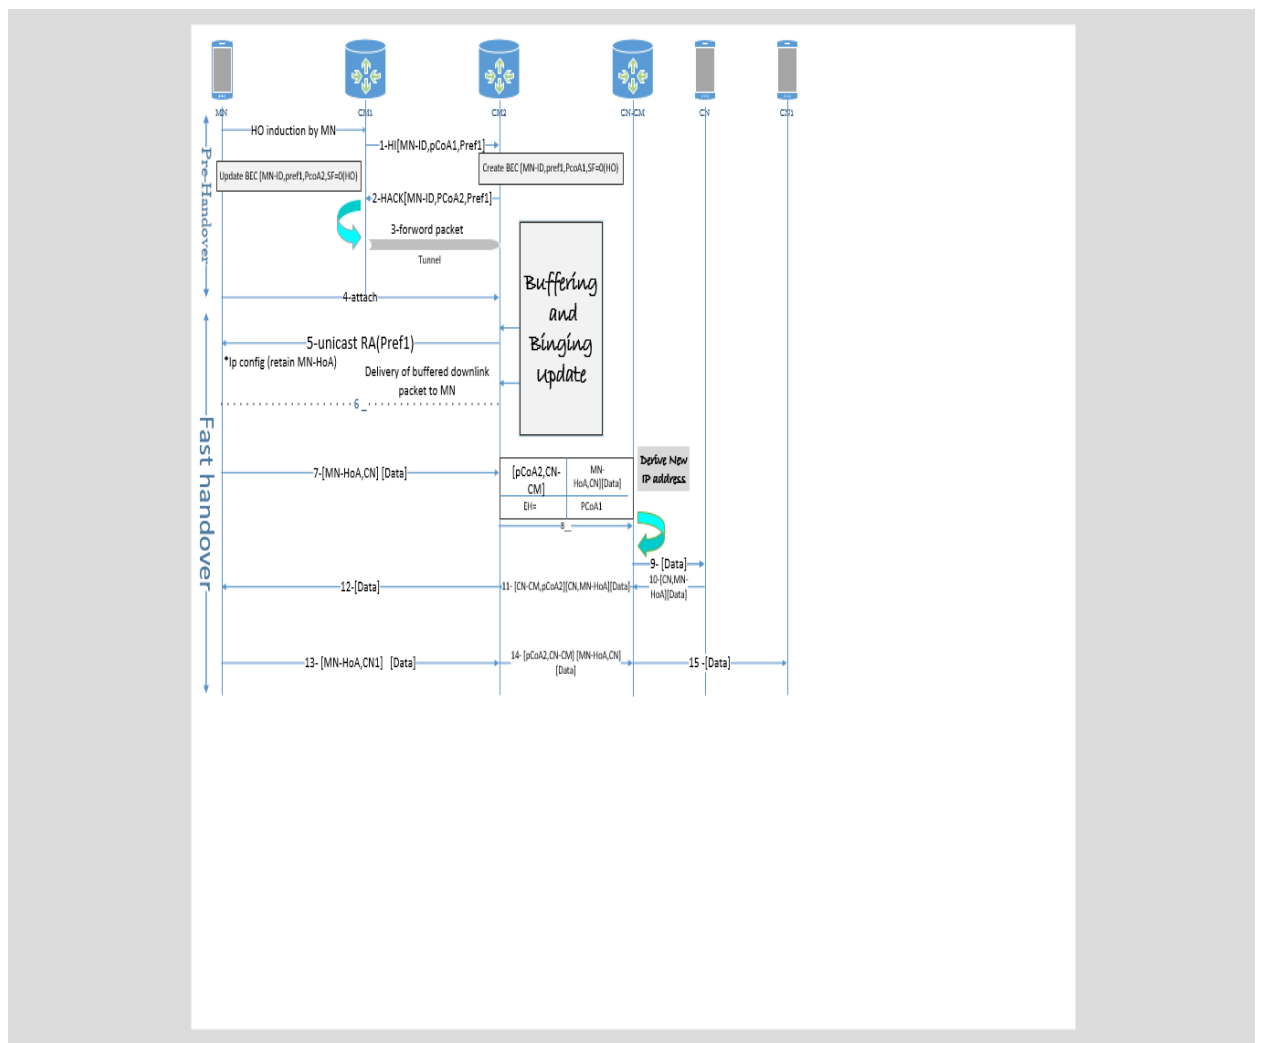 MN
CM1
CM2
CN-CM
CN
CN1
Pre-Handover
HO induction by MN
1-HI[MN-ID,pCoA1,Pref1]
Update BEC [MN-ID,pref1,PcoA2,SF=0(HO)
Create BEC [MN-ID,pref1,PcoA1,SF=0(HO)
2-HACK[MN-ID,PCoA2,Pref1]
3-forword packet
Tunnel
4-attach
Buffering
and
Binging
Update
Fast handover
5-unicast RA(Pref1)
*Ip config (retain MN-HoA)
Delivery of buffered downlink
packet to MN
6 _
7-[MN-HoA,CN] [Data]
[pCoA2,CN-
CM]
MN-
HoA,CN][Data]
EH=
PCoA1
Derive New
IP address
8_
9- [Data]
10-[CN,MN-
HoA][Data]
11- [CN-CM,pCoA2][CN,MN-HoA][Data]
12-[Data]
13- [MN-HoA,CN1] [Data]
14- [pCoA2,CN-CM] [MN-HoA,CN]
[Data]
15 -[Data]